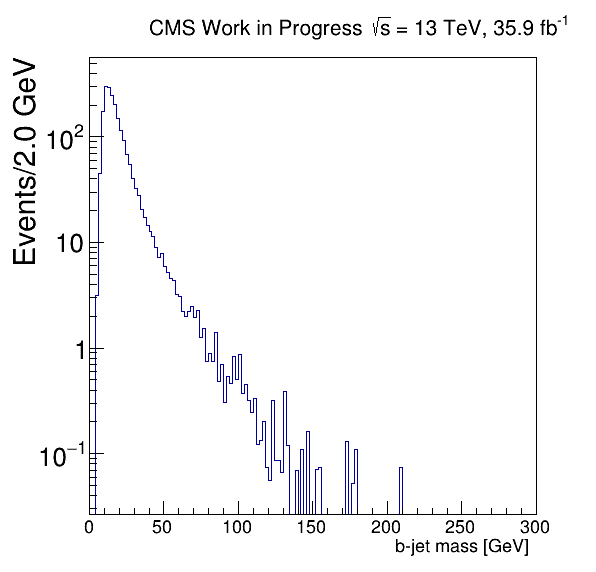 CMS Work in Progress √s = 13 TeV, 35.9 fb⁻¹
Events/2.0 GeV
10²
10
1
10⁻¹
0 50 100 150 200 250 300
b-jet mass [GeV]